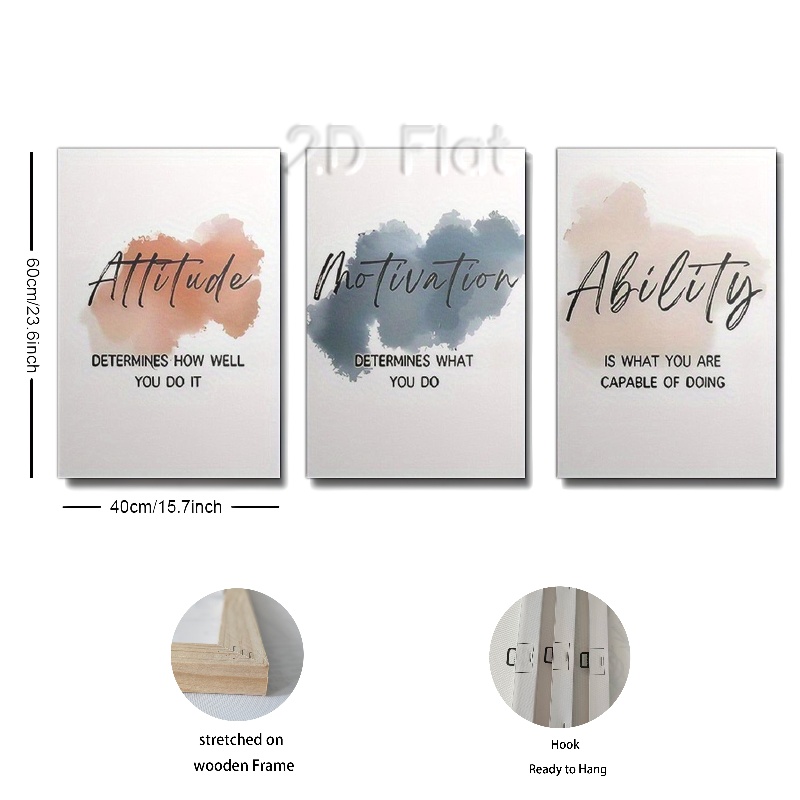 2.D Flat
Attitude
DETERMINES HOW WELL
YOU DO IT
Motivation
DETERMINES WHAT
YOU DO
Ability
IS WHAT YOU ARE
CAPABLE OF DOING
60cm/23.6inch
40cm/15.7inch
stretched on
wooden Frame
Hook
Ready to Hang